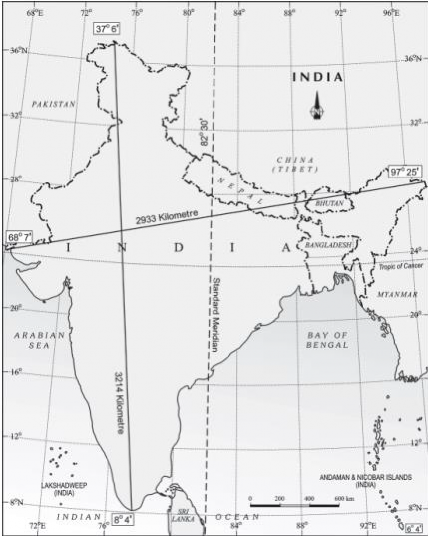 68°E
72°
76°
80°
84°
88°
92°
96°E
37° 6'
36°N
36°N
INDIA
PAKISTAN
82° 30'
32°
32°
CHINA
(TIBET)
28°
97° 25'
NEPAL
BHUTAN
2933 Kilometre
68° 7'
INDIA
BANGLADESH
24°
Tropic of Cancer
MYANMAR
20°
20°
Standard Meridian
ARABIAN
SEA
BAY OF
BENGAL
16°
16°
3214 Kilometre
12°
12°
LAKSHADWEEP
(INDIA)
ANDAMAN & NICOBAR ISLANDS
(INDIA)
0 200 400 600 km
8°N
8°N
8° 4'
SRI
LANKA
INDIAN OCEAN
6° 4'
72°E
76°
80°
84°
88°
92°E